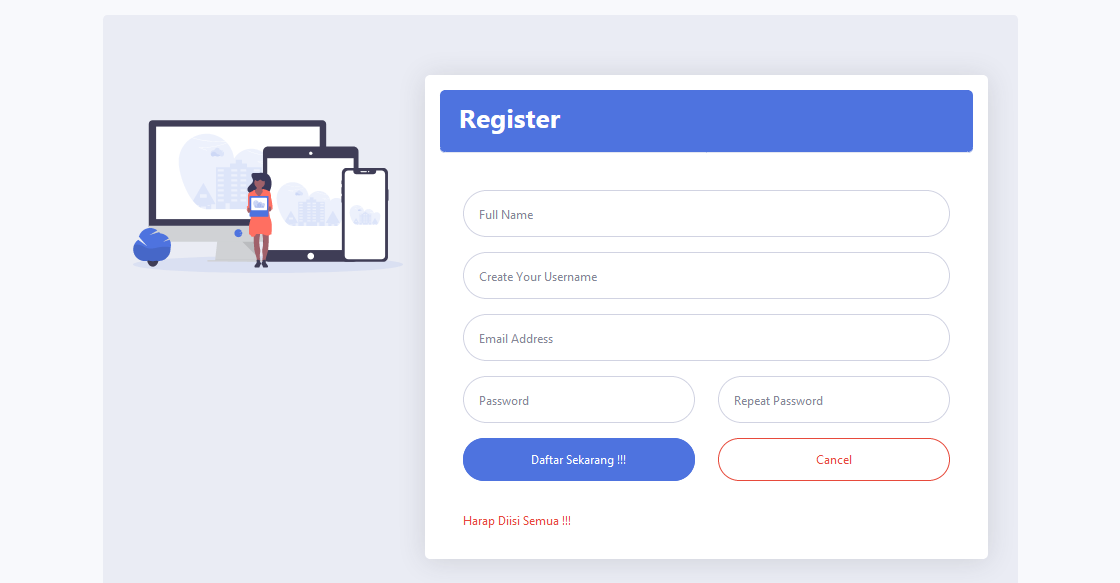 Register
Full Name
Create Your Username
Email Address
Password
Repeat Password
Daftar Sekarang !!!
Cancel
Harap Diisi Semua !!!